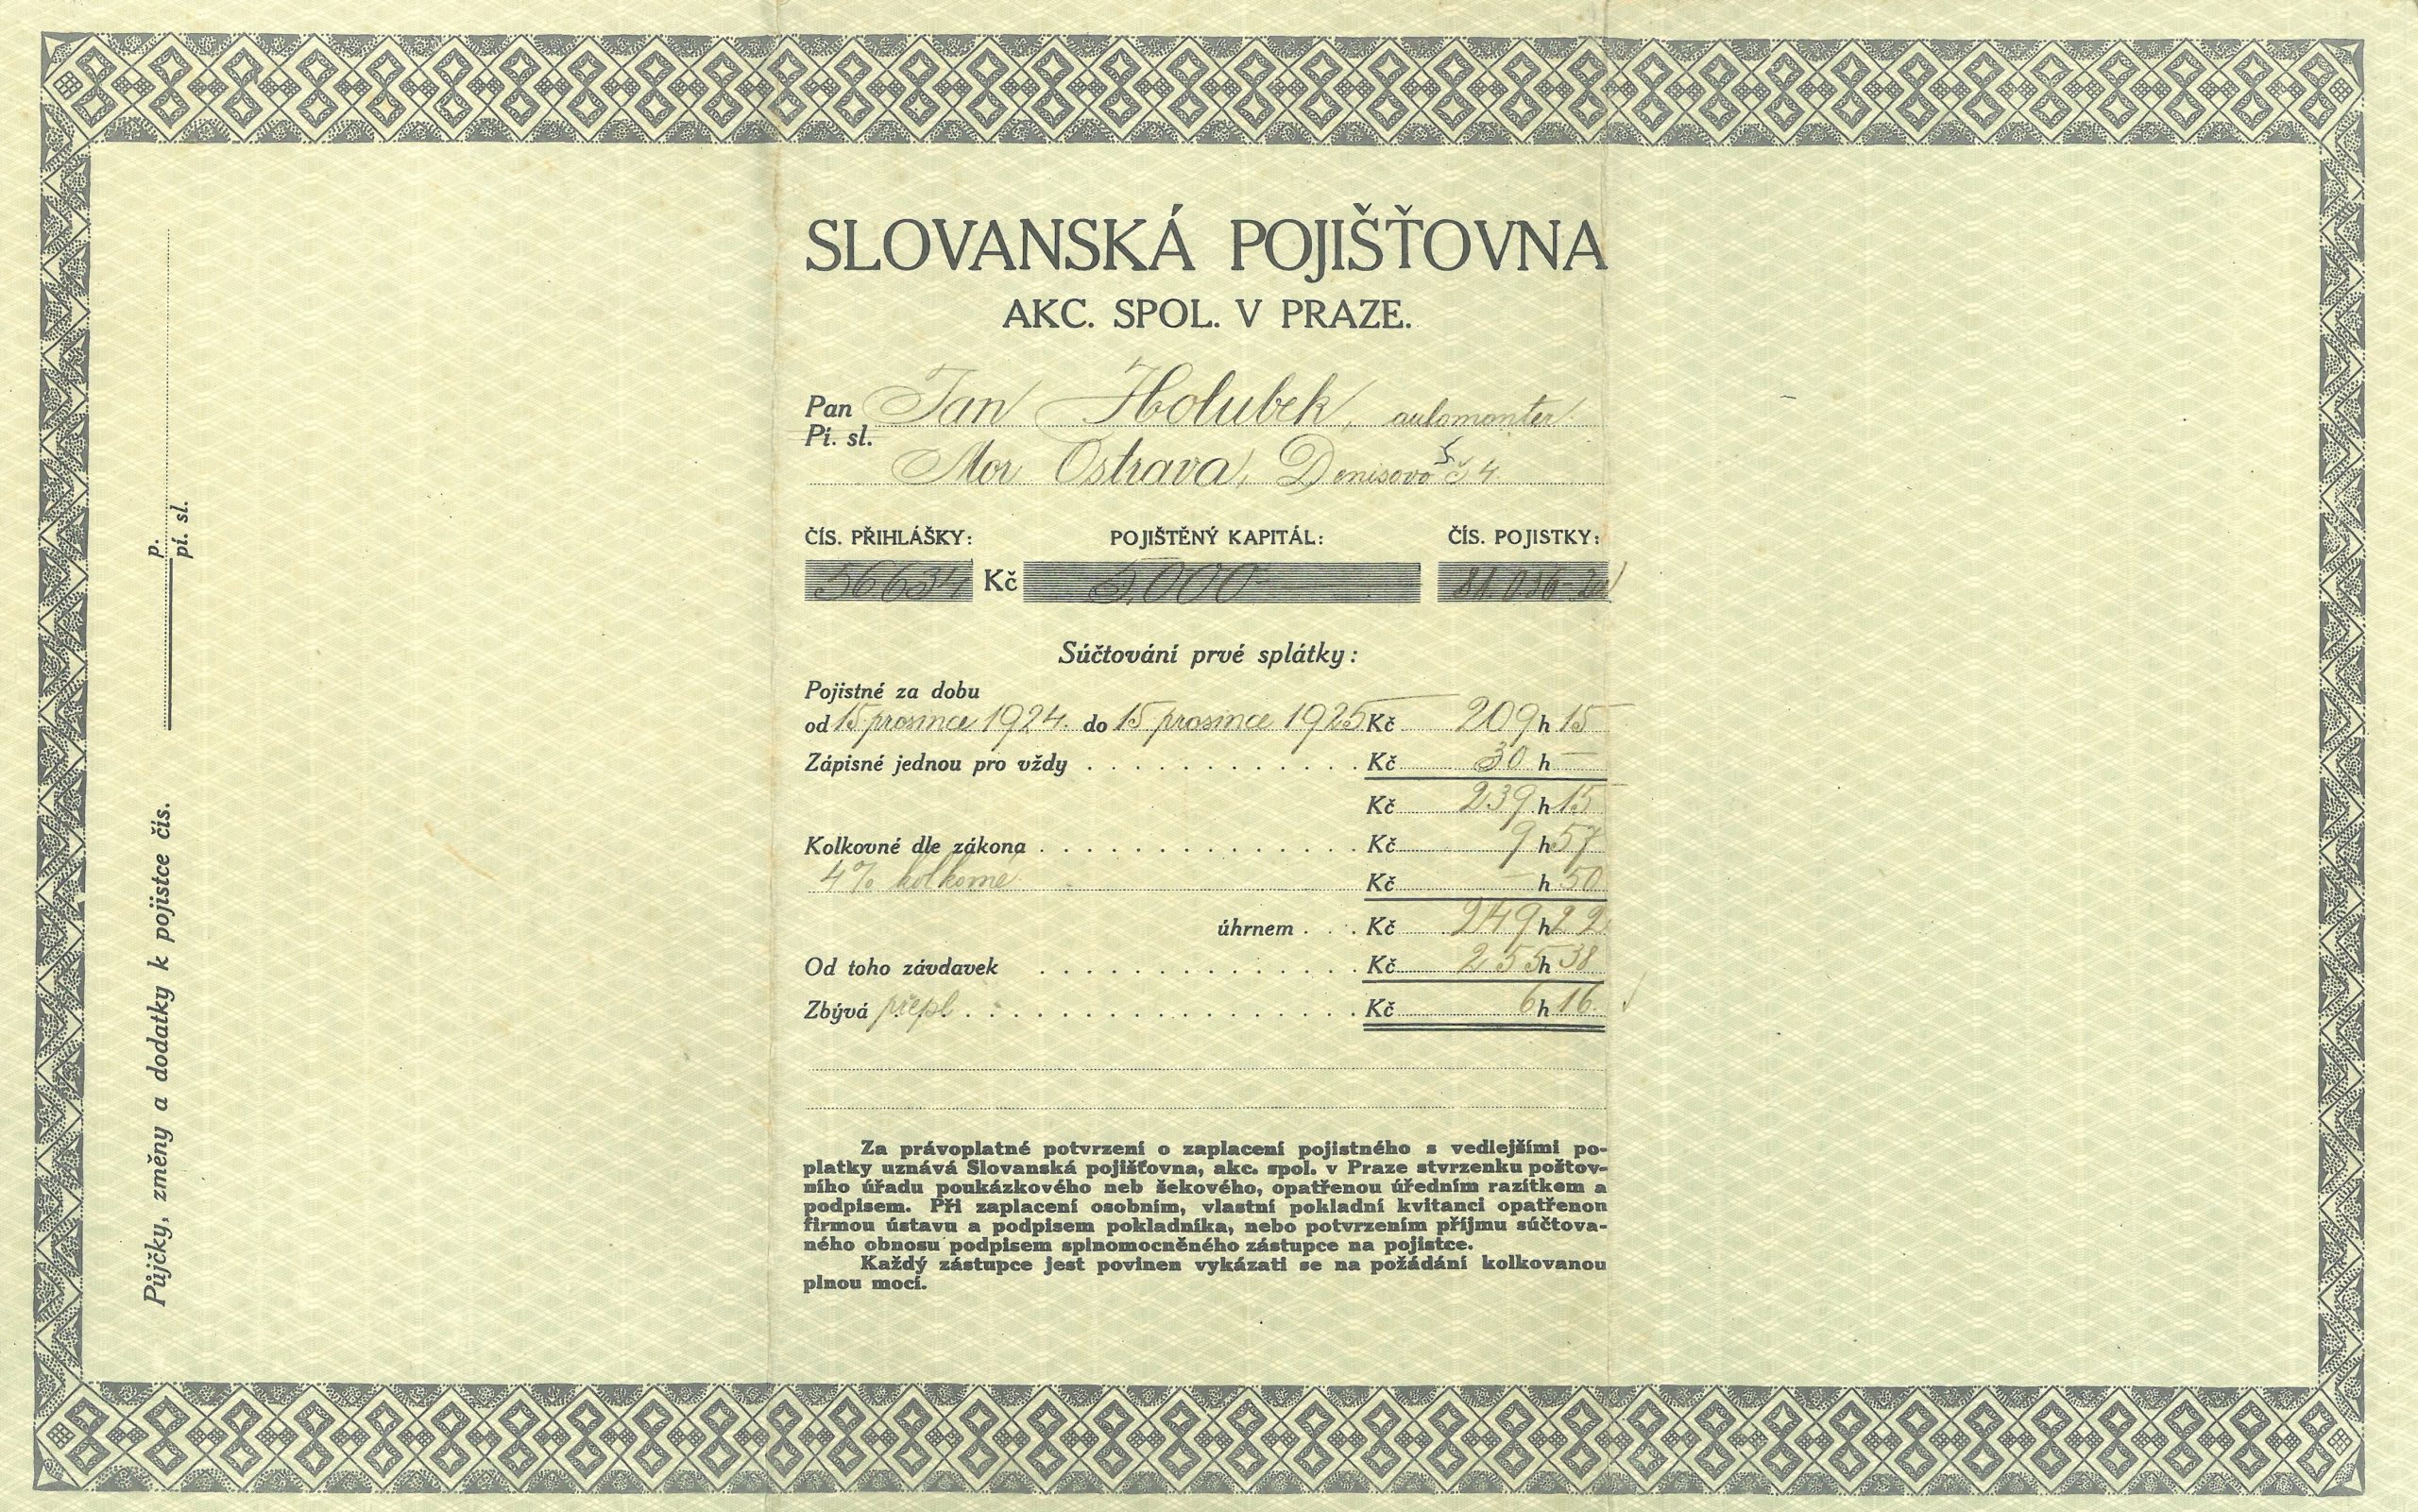 SLOVANSKÁ POJIŠŤOVNA
AKC. SPOL. V PRAZE.
Pan Jan Holubek, automonter
Pí. sl.
Mor Ostrava, Denisova č 4.
ČÍS. PŘIHLÁŠKY: POJIŠTĚNÝ KAPITÁL: ČÍS. POJISTKY:
56634 Kč 5.000
Súčtování prvé splátky:
Pojistné za dobu
od 15 prosince 1924. do 15 prosince 1925 Kč 209 h 15
Zápisné jednou pro vždy Kč 30 h —
Kč 239 h 15
Kolkovné dle zákona Kč 9 h 57
4% kolkovné Kč — h 50
úhrnem Kč 249 h 22
Od toho závdavek Kč 255 h 38
Zbývá přepl. Kč 6 h 16
Za právoplatné potvrzení o zaplacení pojistného s vedlejšími po-
platky uznává Slovanská pojišťovna, akc. spol. v Praze stvrzenku poštov-
ního úřadu poukázkového neb šekového, opatřenou úředním razítkem a
podpisem. Při zaplacení osobním, vlastní pokladní kvitanci opatřenou
firmou ústavu a podpisem pokladníka, nebo potvrzením příjmu súčtova-
ného obnosu podpisem splnomocněného zástupce na pojistce.
Každý zástupce jest povinen vykázati se na požádání kolkovanou
plnou mocí.
Půjčky, změny a dodatky k pojistce čís. p.
pí. sl.